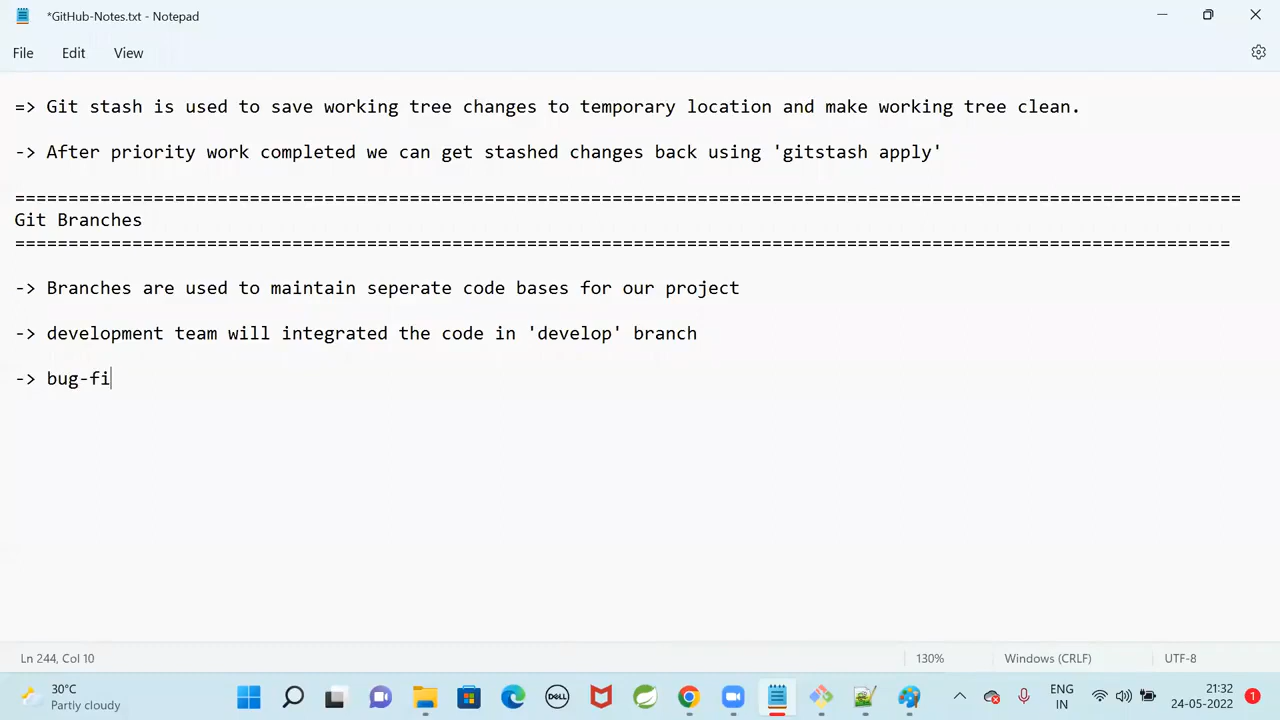 *GitHub-Notes.txt - Notepad
File Edit View
=> Git stash is used to save working tree changes to temporary location and make working tree clean.
-> After priority work completed we can get stashed changes back using 'gitstash apply'
===================================================================================================================
Git Branches
==================================================================================================================
-> Branches are used to maintain seperate code bases for our project
-> development team will integrated the code in 'develop' branch
-> bug-fi
Ln 244, Col 10 130% Windows (CRLF) UTF-8
30°C
Partly cloudy
DELL
ENG
IN
21:32
24-05-2022
1